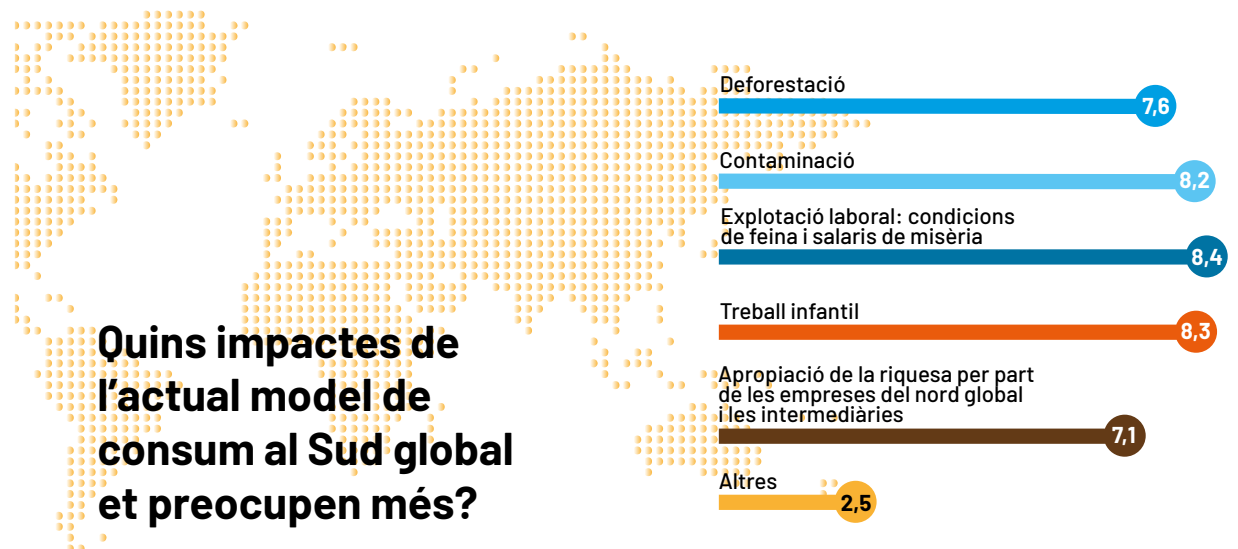 Quins impactes de
l’actual model de
consum al Sud global
et preocupen més?
Deforestació
7,6
Contaminació
8,2
Explotació laboral: condicions
de feina i salaris de misèria
8,4
Treball infantil
8,3
Apropiació de la riquesa per part
de les empreses del nord global
i les intermediàries
7,1
Altres
2,5